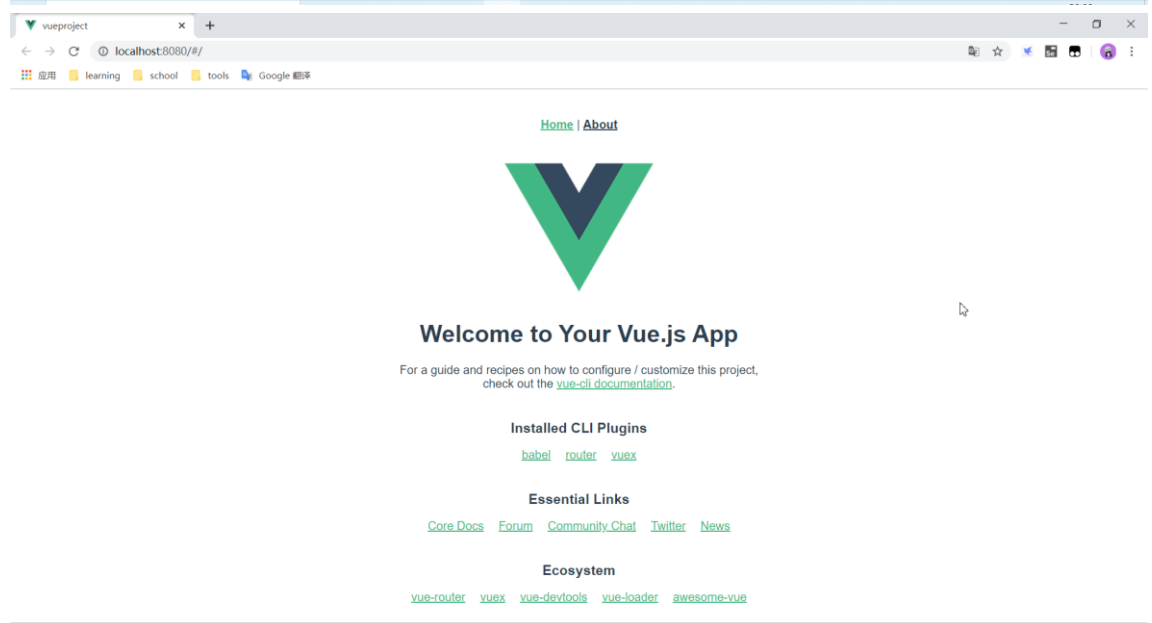 vueproject
localhost:8080/#/
应用 learning school tools Google 翻译
Home | About
Welcome to Your Vue.js App
For a guide and recipes on how to configure / customize this project,
check out the vue-cli documentation.
Installed CLI Plugins
babel router vuex
Essential Links
Core Docs Forum Community Chat Twitter News
Ecosystem
vue-router vuex vue-devtools vue-loader awesome-vue